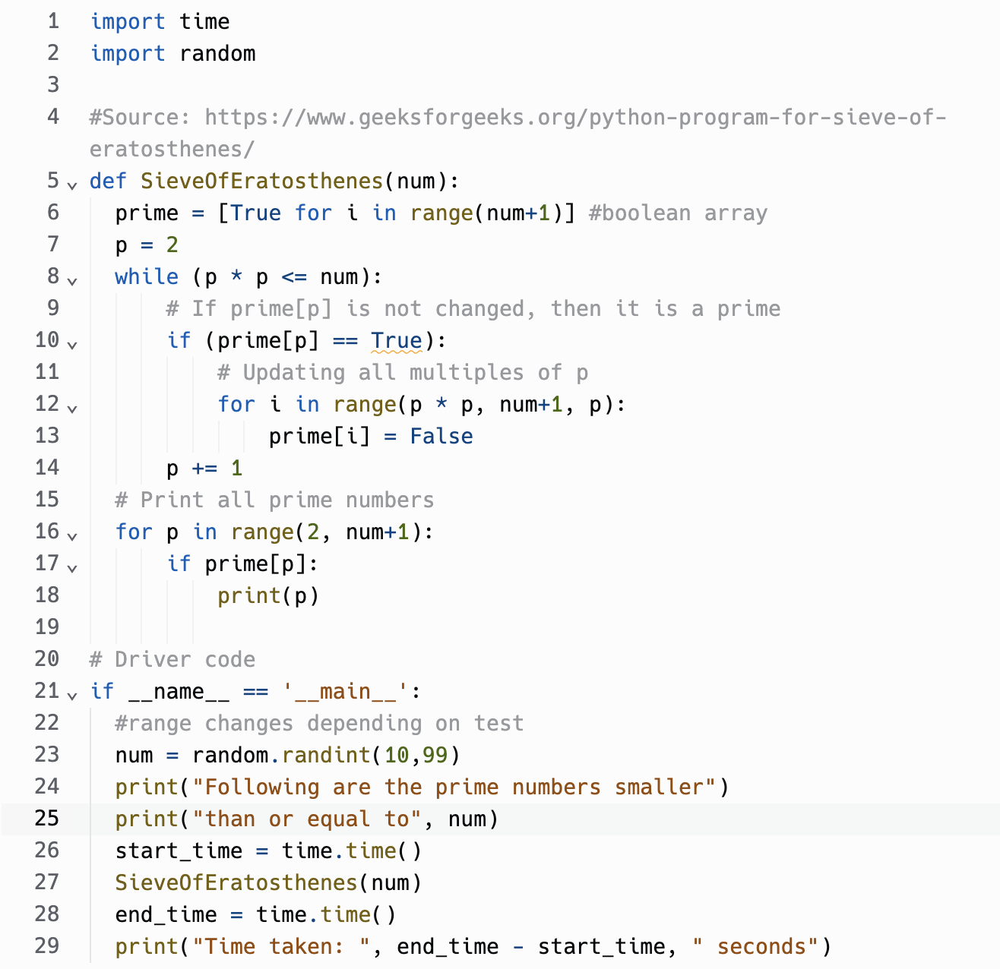 1 import time
2 import random
3
4 #Source: https://www.geeksforgeeks.org/python-program-for-sieve-of-
eratosthenes/
5 def SieveOfEratosthenes(num):
6   prime = [True for i in range(num+1)] #boolean array
7   p = 2
8   while (p * p <= num):
9       # If prime[p] is not changed, then it is a prime
10       if (prime[p] == True):
11           # Updating all multiples of p
12           for i in range(p * p, num+1, p):
13               prime[i] = False
14       p += 1
15   # Print all prime numbers
16   for p in range(2, num+1):
17       if prime[p]:
18           print(p)
19
20 # Driver code
21 if __name__ == '__main__':
22   #range changes depending on test
23   num = random.randint(10,99)
24   print("Following are the prime numbers smaller")
25   print("than or equal to", num)
26   start_time = time.time()
27   SieveOfEratosthenes(num)
28   end_time = time.time()
29   print("Time taken: ", end_time - start_time, " seconds")